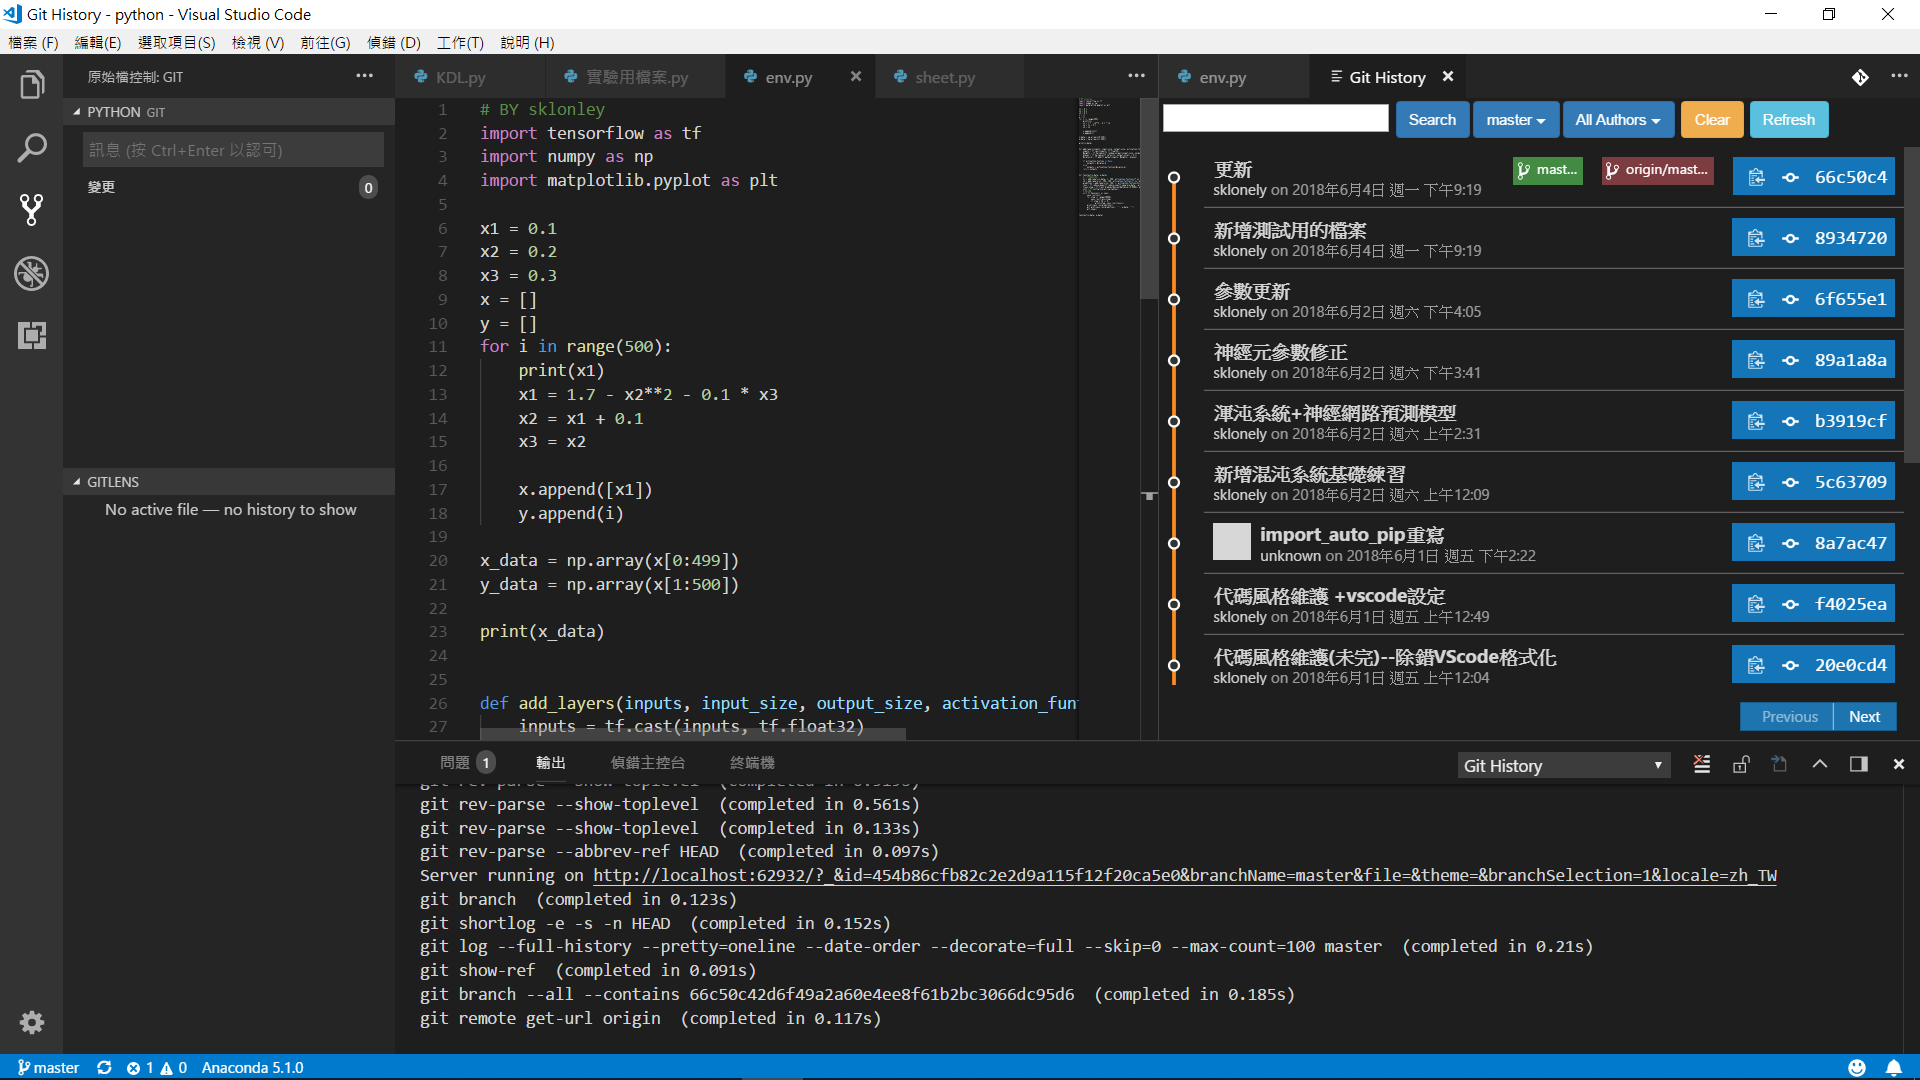 Git History - python - Visual Studio Code
檔案 (F) 編輯(E) 選取項目(S) 檢視 (V) 前往(G) 偵錯 (D) 工作(T) 說明 (H)
原始檔控制: GIT
PYTHON GIT
訊息 (按 Ctrl+Enter 以認可)
變更 0
GITLENS
No active file — no history to show
KDL.py 實驗用檔案.py env.py sheet.py
1 # BY sklonley
2 import tensorflow as tf
3 import numpy as np
4 import matplotlib.pyplot as plt
5
6 x1 = 0.1
7 x2 = 0.2
8 x3 = 0.3
9 x = []
10 y = []
11 for i in range(500):
12 print(x1)
13 x1 = 1.7 - x2**2 - 0.1 * x3
14 x2 = x1 + 0.1
15 x3 = x2
16
17 x.append([x1])
18 y.append(i)
19
20 x_data = np.array(x[0:499])
21 y_data = np.array(x[1:500])
22
23 print(x_data)
24
25
26 def add_layers(inputs, input_size, output_size, activation_fun
27 inputs = tf.cast(inputs, tf.float32)
env.py Git History
Search master All Authors Clear Refresh
更新 mast... origin/mast... 66c50c4
sklonely on 2018年6月4日 週一 下午9:19
新增測試用的檔案 8934720
sklonely on 2018年6月4日 週一 下午9:19
參數更新 6f655e1
sklonely on 2018年6月2日 週六 下午4:05
神經元參數修正 89a1a8a
sklonely on 2018年6月2日 週六 下午3:41
渾沌系統+神經網路預測模型 b3919cf
sklonely on 2018年6月2日 週六 上午2:31
新增混沌系統基礎練習 5c63709
sklonely on 2018年6月2日 週六 上午12:09
import_auto_pip重寫 8a7ac47
unknown on 2018年6月1日 週五 下午2:22
代碼風格維護 +vscode設定 f4025ea
sklonely on 2018年6月1日 週五 上午12:49
代碼風格維護(未完)--除錯VScode格式化 20e0cd4
sklonely on 2018年6月1日 週五 上午12:04
Previous Next
問題 1 輸出 偵錯主控台 終端機 Git History
git rev-parse --show-toplevel (completed in 0.561s)
git rev-parse --show-toplevel (completed in 0.133s)
git rev-parse --abbrev-ref HEAD (completed in 0.097s)
Server running on http://localhost:62932/?_&id=454b86cfb82c2e2d9a115f12f20ca5e0&branchName=master&file=&theme=&branchSelection=1&locale=zh_TW
git branch (completed in 0.123s)
git shortlog -e -s -n HEAD (completed in 0.152s)
git log --full-history --pretty=oneline --date-order --decorate=full --skip=0 --max-count=100 master (completed in 0.21s)
git show-ref (completed in 0.091s)
git branch --all --contains 66c50c42d6f49a2a60e4ee8f61b2bc3066dc95d6 (completed in 0.185s)
git remote get-url origin (completed in 0.117s)
master 1 0 Anaconda 5.1.0